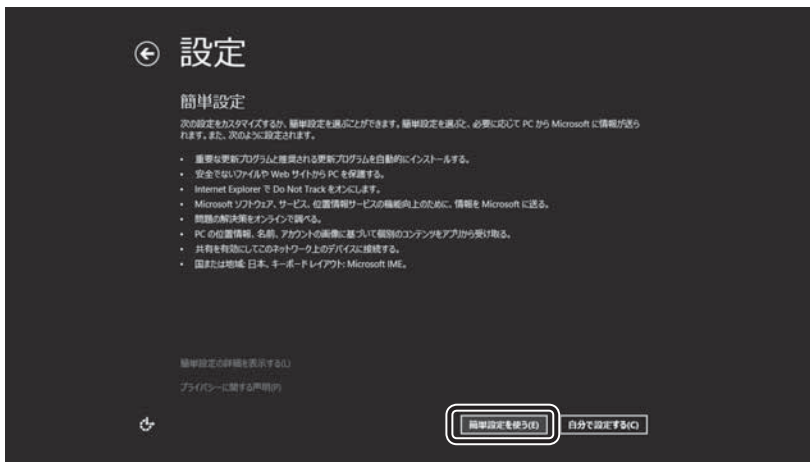 設定
簡単設定
次の設定をカスタマイズするか、簡単設定を選ぶことができます。簡単設定を選ぶと、必要に応じて PC から Microsoft に情報が送ら
れます。また、次のように設定されます。
• 重要な更新プログラムと推奨される更新プログラムを自動的にインストールする。
• 安全でないファイルや Web サイトから PC を保護する。
• Internet Explorer で Do Not Track をオンにします。
• Microsoft ソフトウェア、サービス、位置情報サービスの機能向上のために、情報を Microsoft に送る。
• 問題の解決策をオンラインで調べる。
• PC の位置情報、名前、アカウントの画像に基づいて個別のコンテンツをアプリから受け取る。
• 共有を有効にしてこのネットワーク上のデバイスに接続する。
• 国または地域: 日本、キーボード レイアウト: Microsoft IME。
簡単設定の詳細を表示する(L)
プライバシーに関する声明(P)
簡単設定を使う(E)
自分で設定する(C)